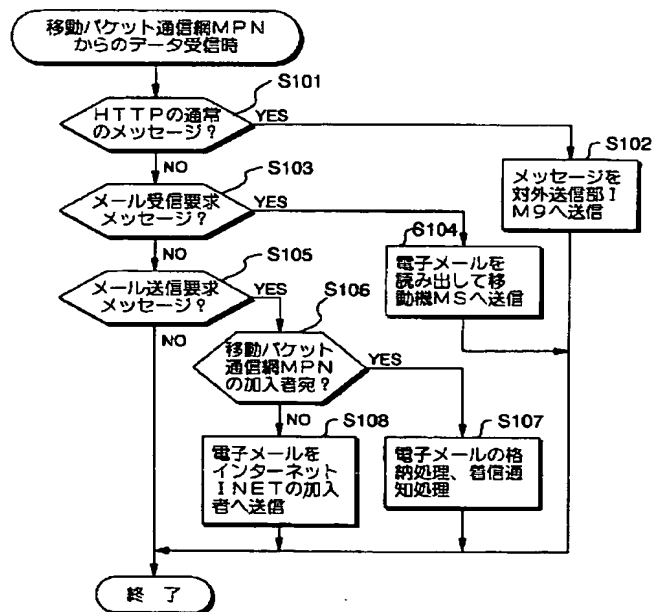 移動パケット通信網MPN
からのデータ受信時
S101
HTTPの通常
のメッセージ?
YES
NO
S102
メッセージを
対外送信部I
M9へ送信
S103
メール受信要求
メッセージ?
YES
NO
S104
電子メールを
読み出して移
動機MSへ送信
S105
メール送信要求
メッセージ?
YES
NO
S106
移動パケット
通信網MPN
の加入者宛?
YES
NO
S108
電子メールを
インターネット
INETの加入
者へ送信
S107
電子メールの格
納処理、着信通
知処理
終 了